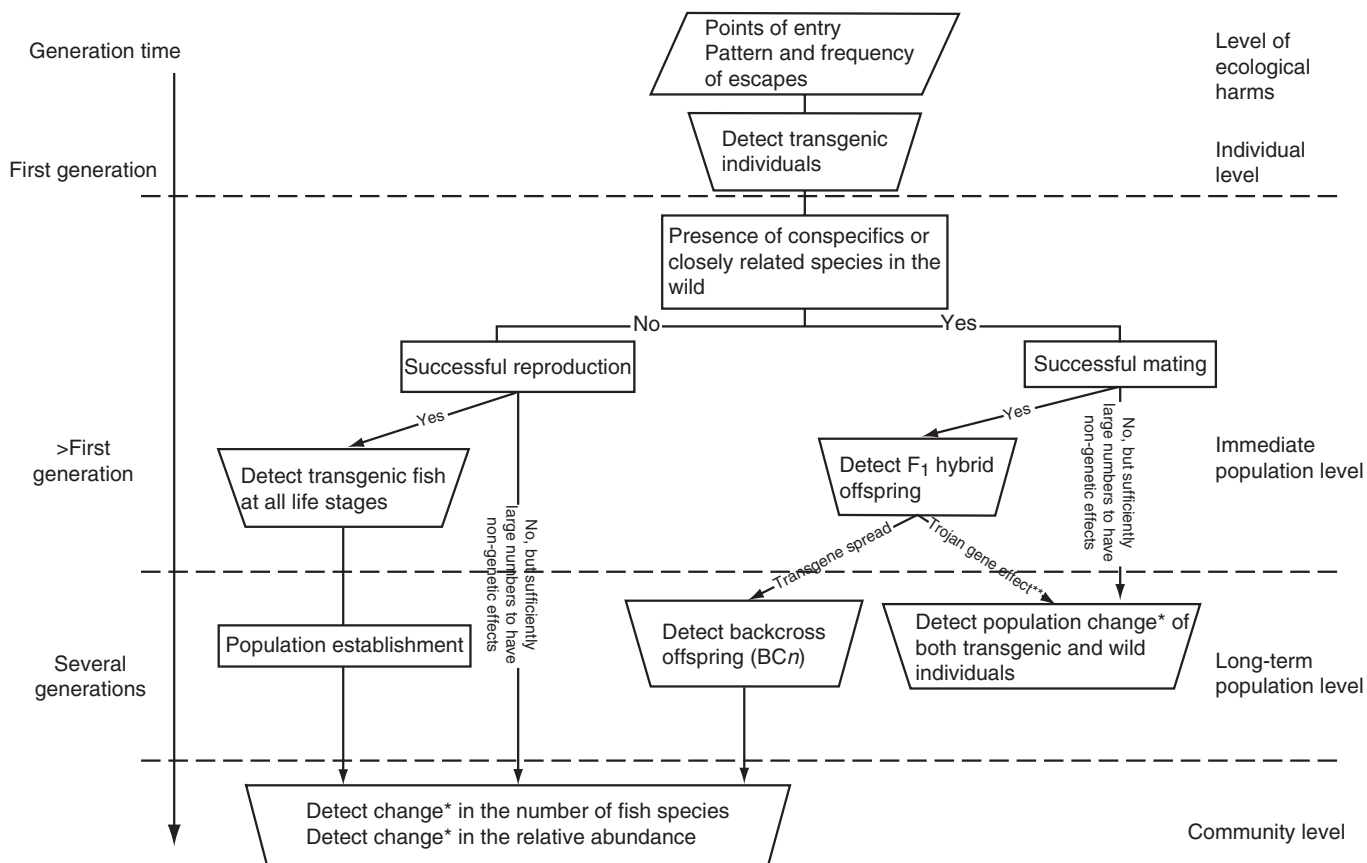 Generation time
Points of entry
Pattern and frequency
of escapes
Level of
ecological
harms
First generation
Detect transgenic
individuals
Individual
level
Presence of conspecifics or
closely related species in the
wild
No
Yes
Successful reproduction
Successful mating
Yes
No, but sufficiently
large numbers to have
non-genetic effects
Yes
No, but sufficiently
large numbers to have
non-genetic effects
>First
generation
Detect transgenic fish
at all life stages
Detect F1 hybrid
offspring
Immediate
population level
Transgene spread
Trojan gene effect**
Several
generations
Population establishment
Detect backcross
offspring (BCn)
Detect population change* of
both transgenic and wild
individuals
Long-term
population level
Detect change* in the number of fish species
Detect change* in the relative abundance
Community level